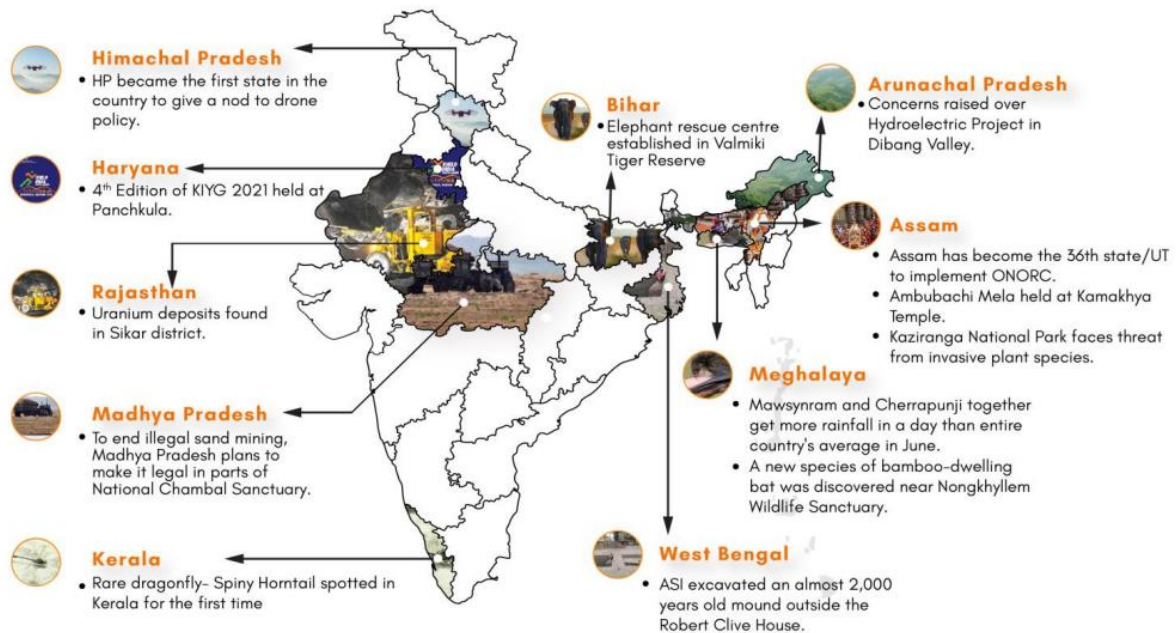 Himachal Pradesh
• HP became the first state in the
country to give a nod to drone
policy.
Haryana
• 4th Edition of KIYG 2021 held at
Panchkula.
Rajasthan
• Uranium deposits found
in Sikar district.
Madhya Pradesh
• To end illegal sand mining,
Madhya Pradesh plans to
make it legal in parts of
National Chambal Sanctuary.
Kerala
• Rare dragonfly- Spiny Horntail spotted in
Kerala for the first time
Bihar
• Elephant rescue centre
established in Valmiki
Tiger Reserve
Arunachal Pradesh
• Concerns raised over
Hydroelectric Project in
Dibang Valley.
Assam
• Assam has become the 36th state/UT
to implement ONORC.
• Ambubachi Mela held at Kamakhya
Temple.
• Kaziranga National Park faces threat
from invasive plant species.
Meghalaya
• Mawsynram and Cherrapunji together
get more rainfall in a day than entire
country's average in June.
• A new species of bamboo-dwelling
bat was discovered near Nongkhyllem
Wildlife Sanctuary.
West Bengal
• ASI excavated an almost 2,000
years old mound outside the
Robert Clive House.